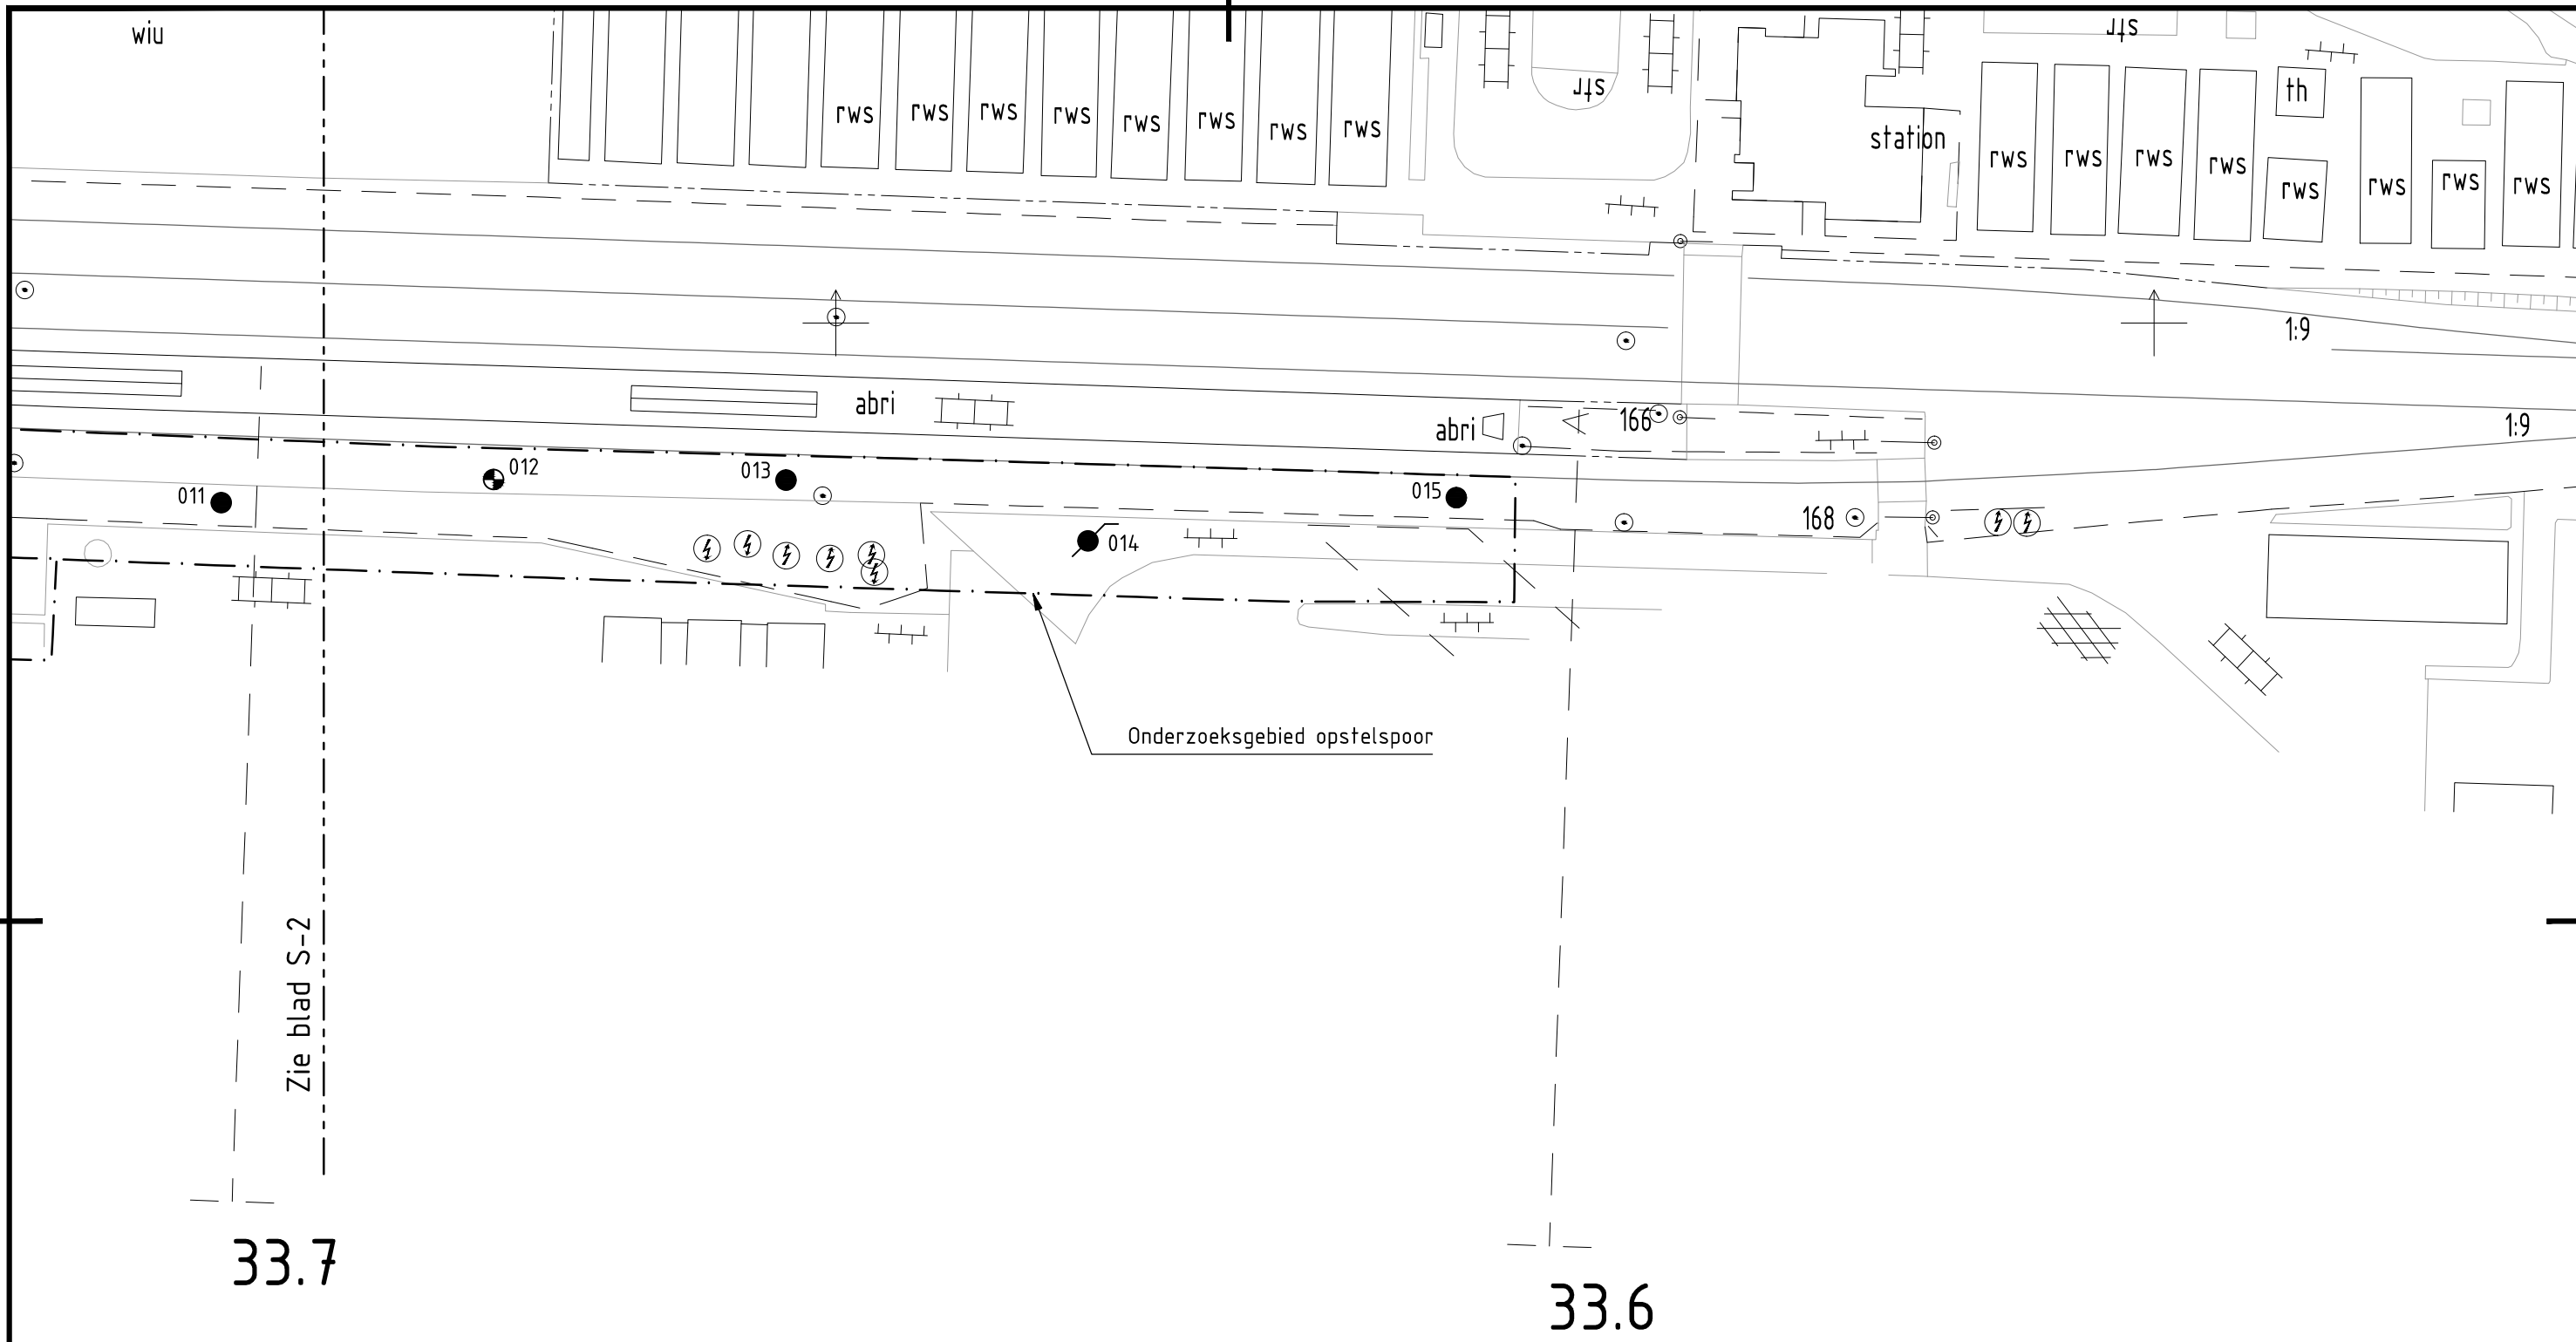 wiu
str
str
th
rws
rws
rws
rws
rws
rws
rws
rws
station
rws
rws
rws
rws
rws
rws
rws
rws
1:9
abri
abri
166
1:9
011
012
013
015
168
014
Onderzoeksgebied opstelspoor
Zie blad S-2
33.7
33.6